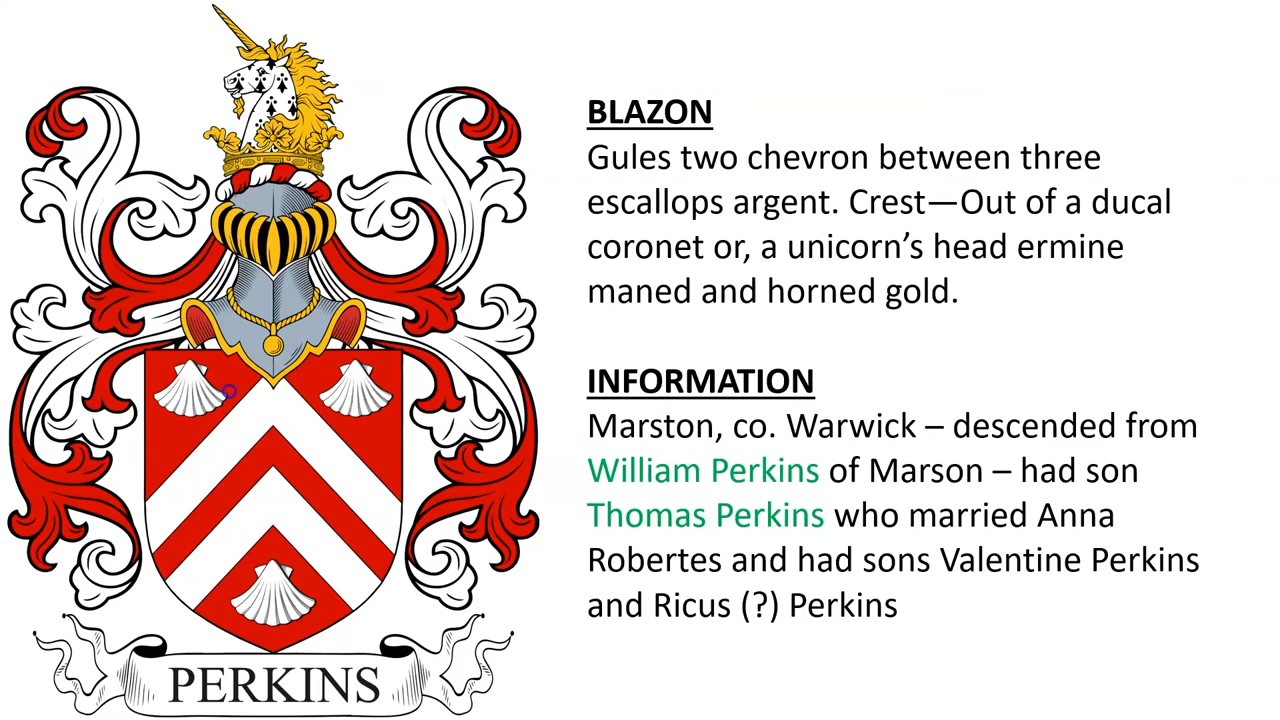 BLAZON
Gules two chevron between three
escallops argent. Crest—Out of a ducal
coronet or, a unicorn’s head ermine
maned and horned gold.
INFORMATION
Marston, co. Warwick – descended from
William Perkins of Marson – had son
Thomas Perkins who married Anna
Robertes and had sons Valentine Perkins
and Ricus (?) Perkins
PERKINS